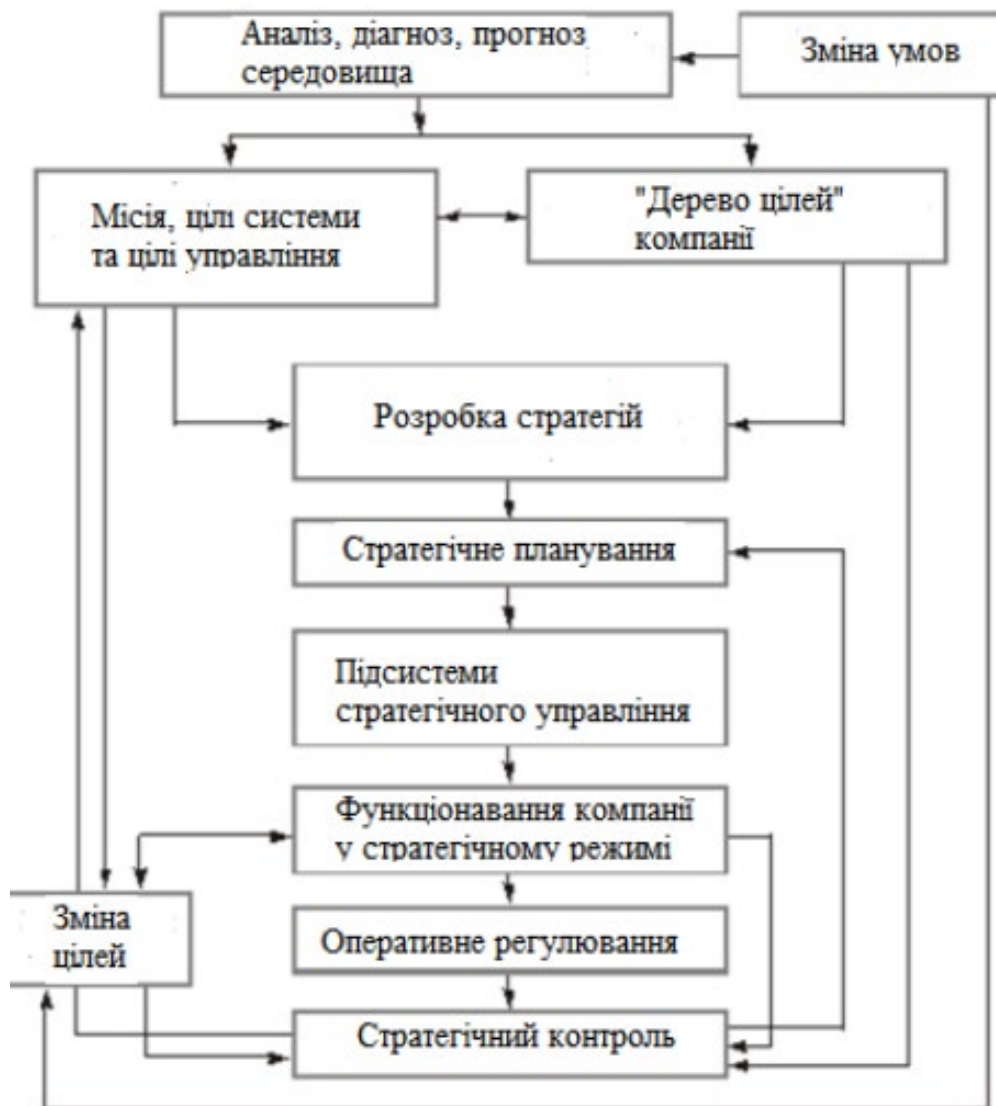 Аналіз, діагноз, прогноз
середовища
Зміна умов
Місія, цілі системи
та цілі управління
"Дерево цілей"
компанії
Розробка стратегій
Стратегічне планування
Підсистеми
стратегічного управління
Функціонавання компанії
у стратегічному режимі
Зміна
цілей
Оперативне регулювання
Стратегічний контроль